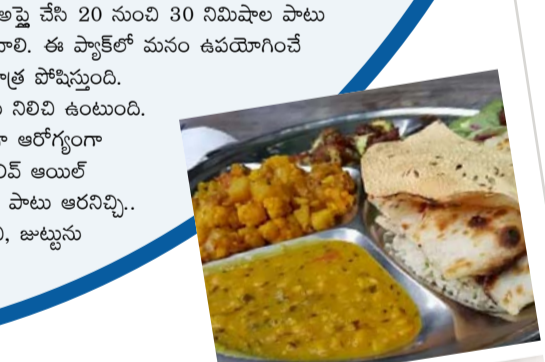 అప్లై చేసి 20 నుంచి 30 నిమిషాల పాటు
ఈ ప్యాక్‌లో మనం ఉపయోగించే
పోషిస్తుంది.
నిలిచి ఉంటుంది.
ఆరోగ్యంగా
ఆయిల్
పాటు ఆరనిచ్చి..
జుట్టును